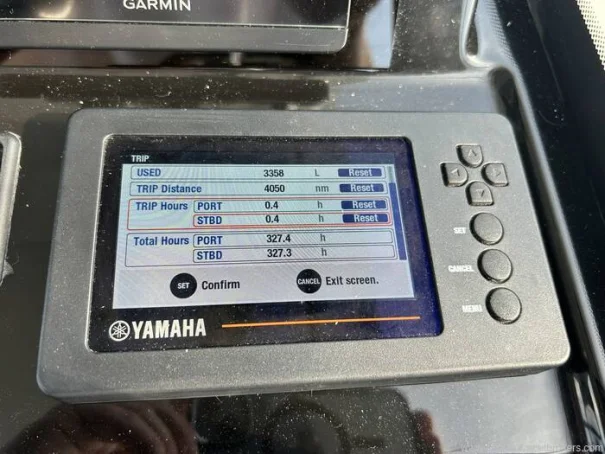 GARMIN
TRIP
USED 3358 L Reset
TRIP Distance 4050 nm Reset
TRIP Hours PORT 0.4 h Reset
STBD 0.4 h Reset
Total Hours PORT 327.4 h
STBD 327.3 h
SET Confirm CANCEL Exit screen.
YAMAHA
SET
CANCEL
MENU